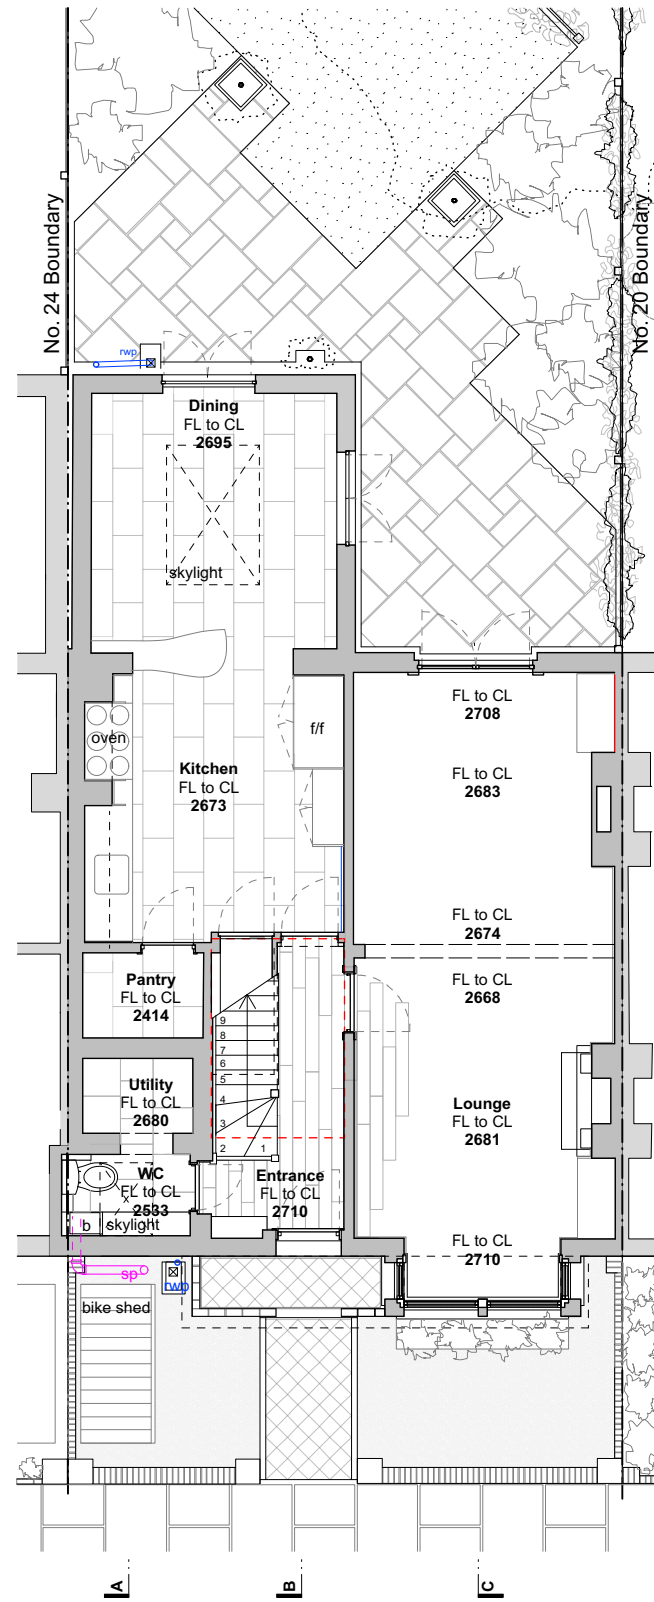 No. 24 Boundary
No. 20 Boundary
rwp
Dining
FL to CL
2695
skylight
FL to CL
2708
oven
f/f
Kitchen
FL to CL
2673
FL to CL
2683
FL to CL
2674
Pantry
FL to CL
2414
FL to CL
2668
9
8
7
6
5
4
3
2
1
Utility
FL to CL
2680
Lounge
FL to CL
2681
WC
FL to CL
2533
x
b
skylight
Entrance
FL to CL
2710
FL to CL
2710
sp
rwp
bike shed
A
B
C